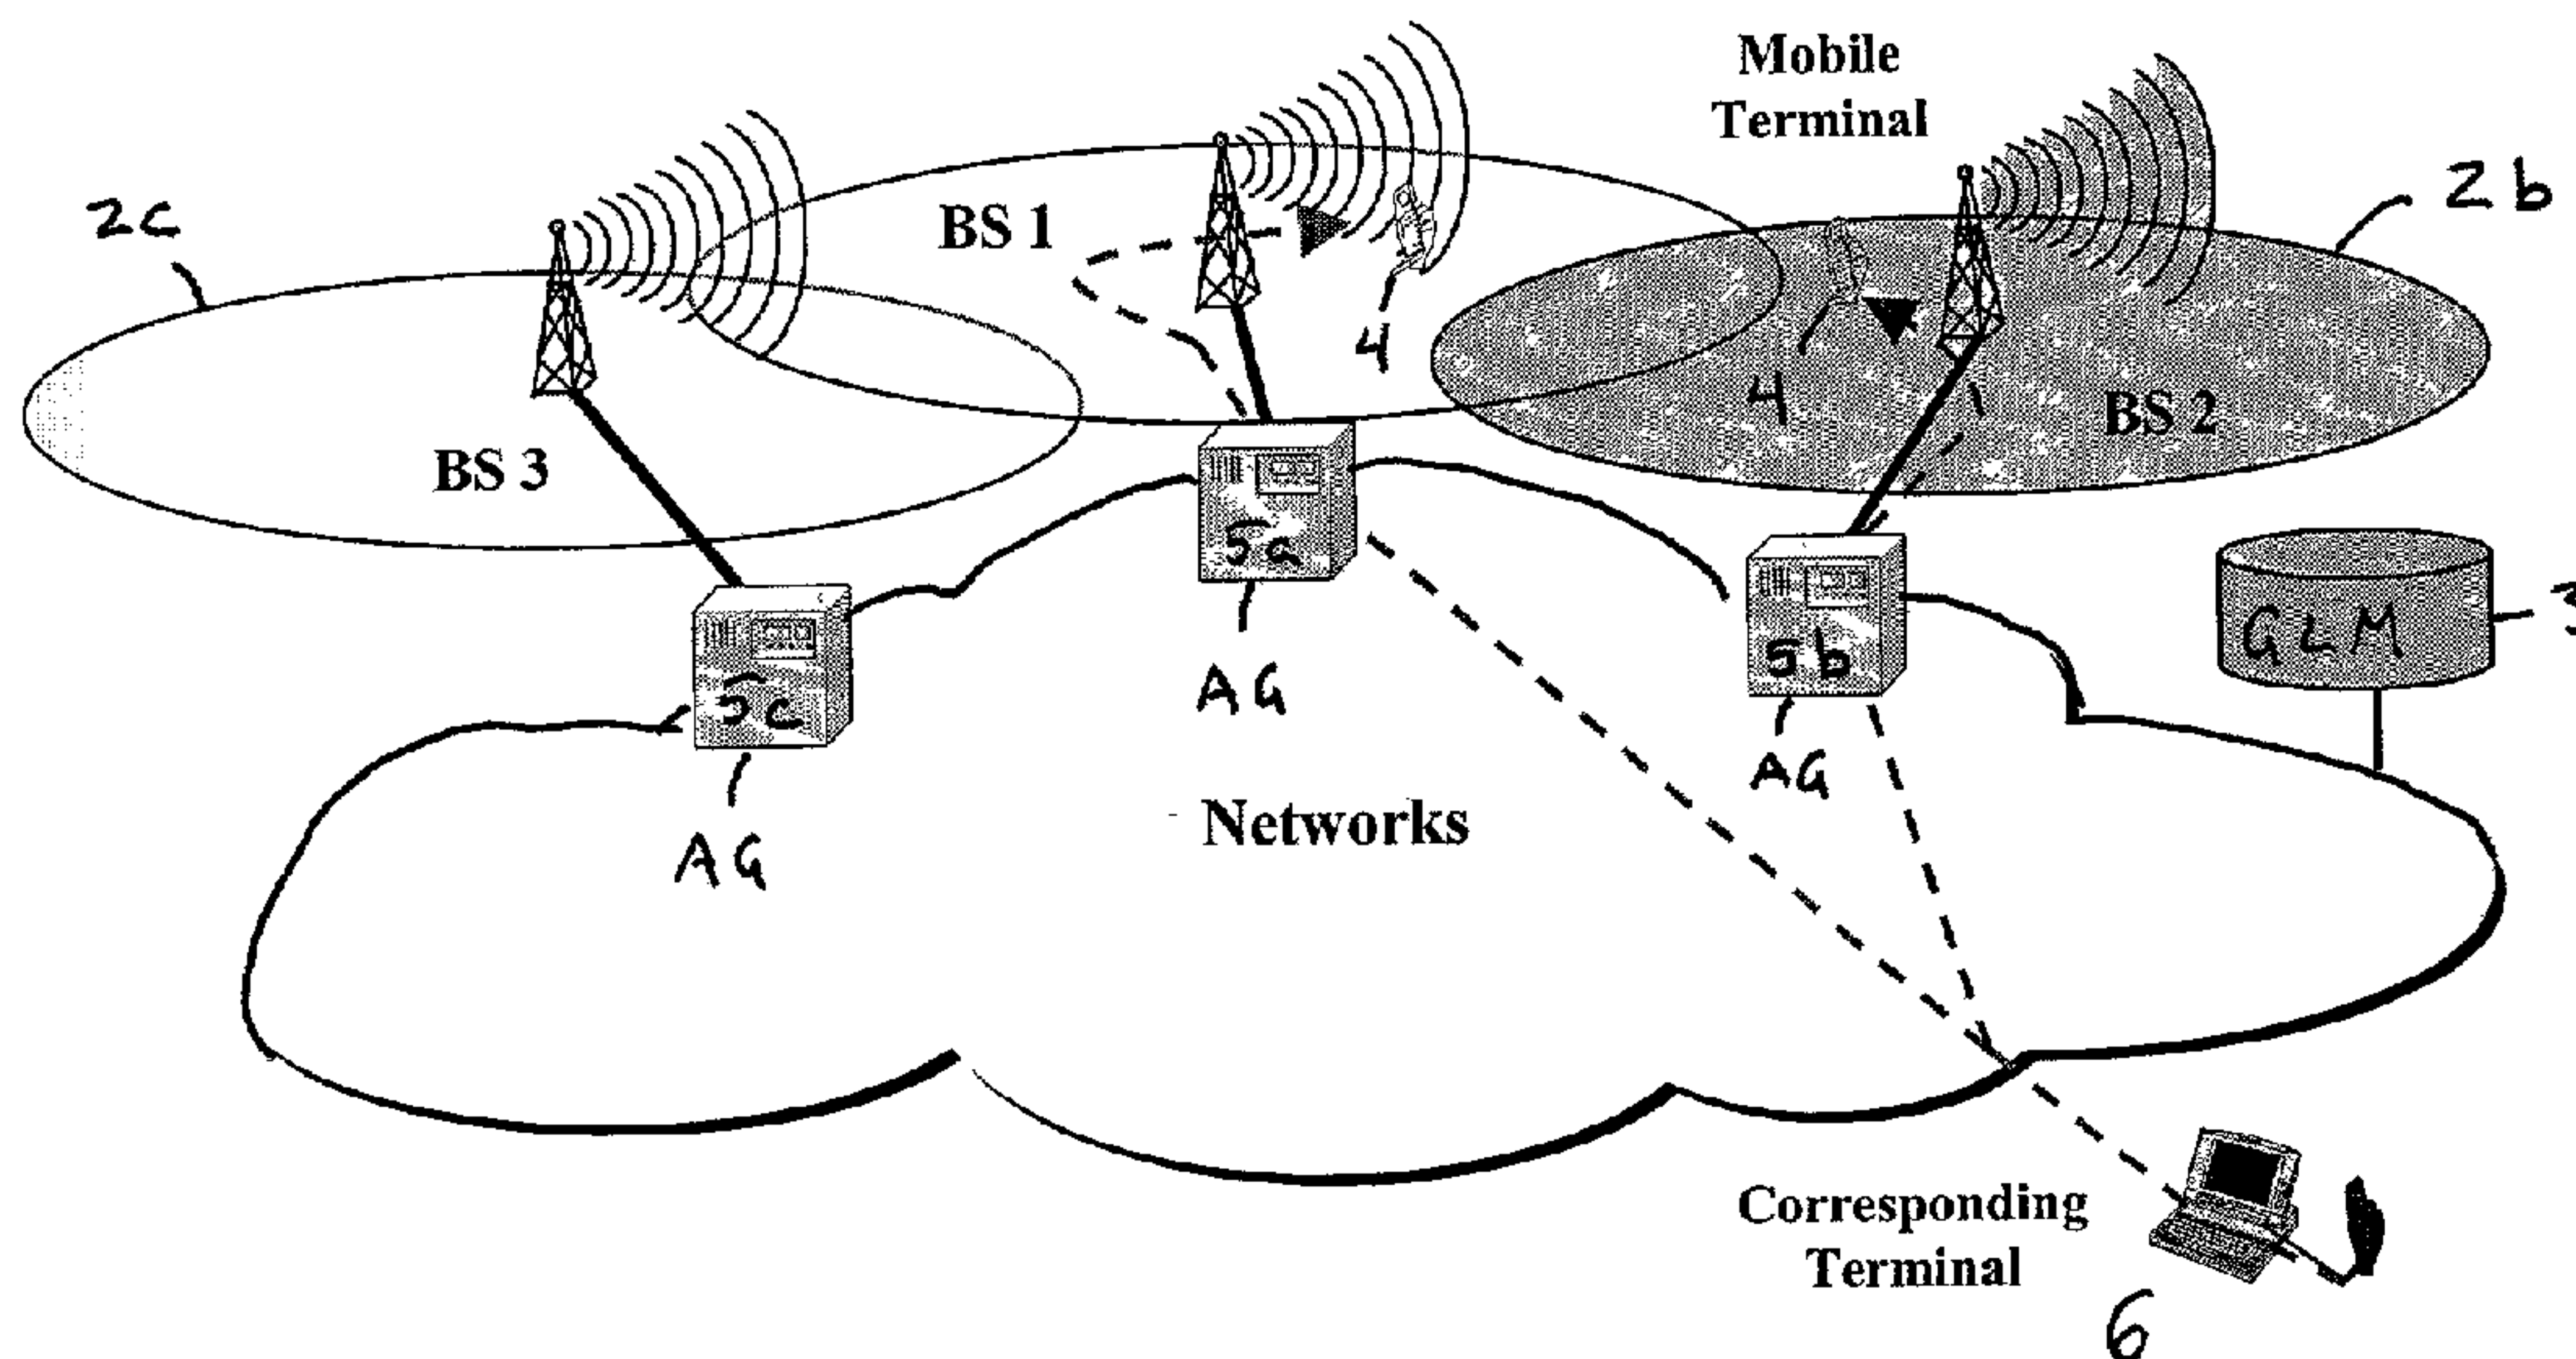 Mobile
Terminal
2c
BS 1
2b
4
4
BS 2
BS 3
5a
3
GLM
5b
5c
AG
AG
AG
Networks
Corresponding
Terminal
6